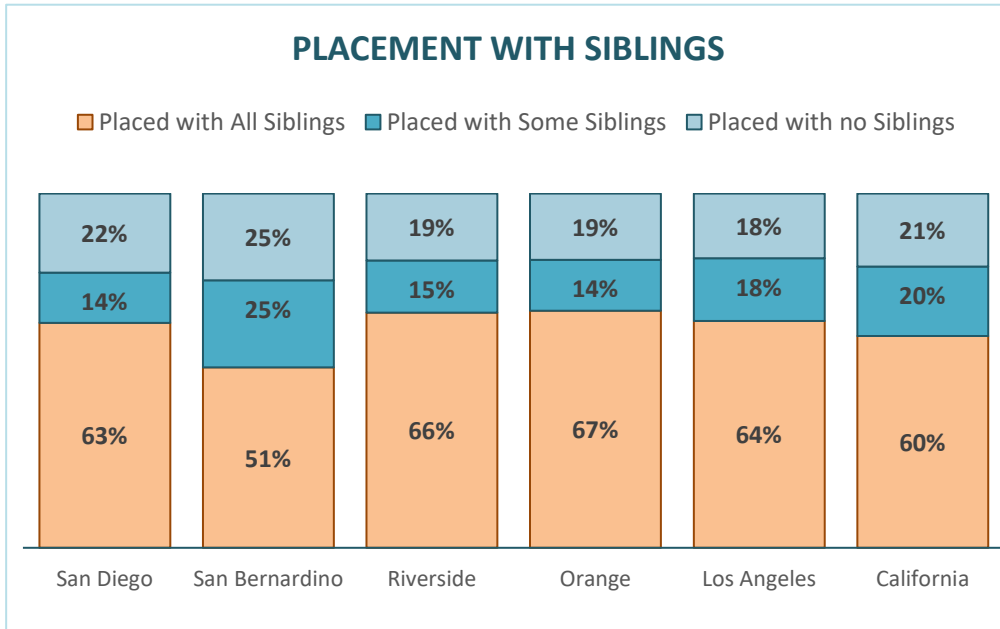 PLACEMENT WITH SIBLINGS
Placed with All Siblings Placed with Some Siblings Placed with no Siblings
22% 25% 19% 19% 18% 21%
14% 25% 15% 14% 18% 20%
63% 51% 66% 67% 64% 60%
San Diego San Bernardino Riverside Orange Los Angeles California